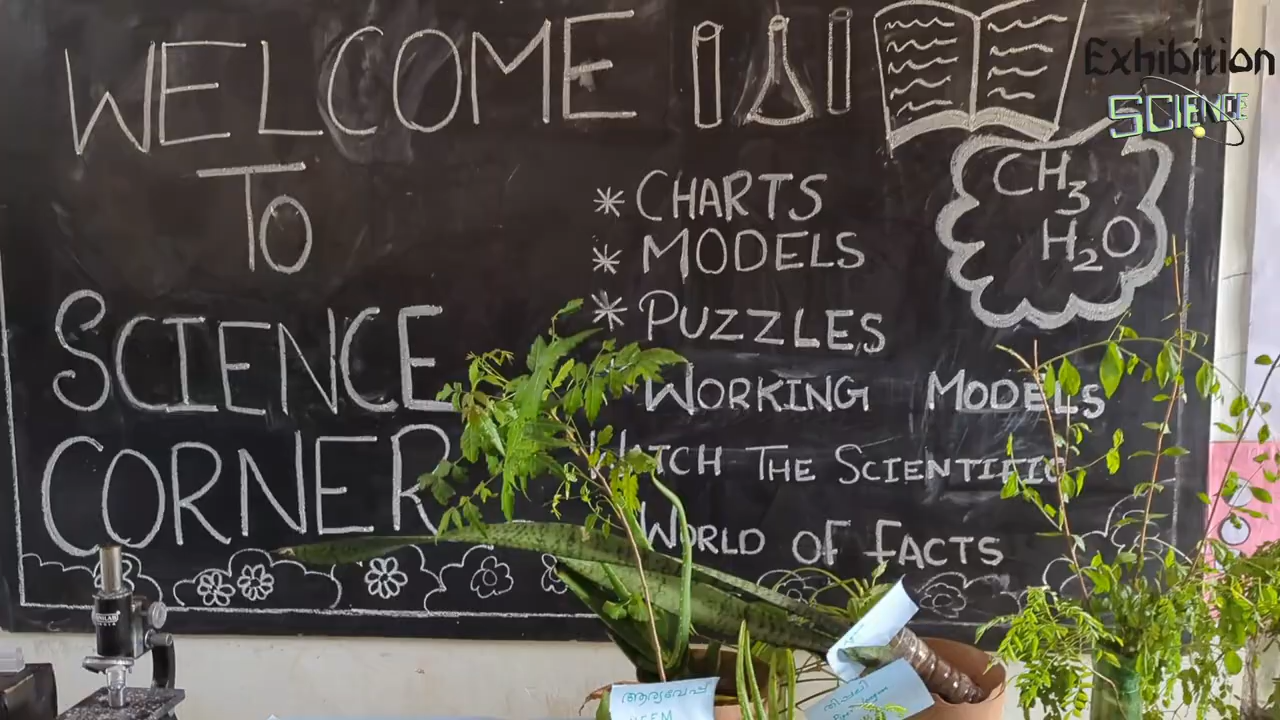 WELCOME
TO
SCIENCE
CORNER
* CHARTS
* MODELS
* PUZZLES
WORKING MODELS
THE SCIENTIFIC
WORLD OF FACTS
CH3
H2O
Exhibition
SCIENCE
ആര്യവേപ്പ്
NEEM